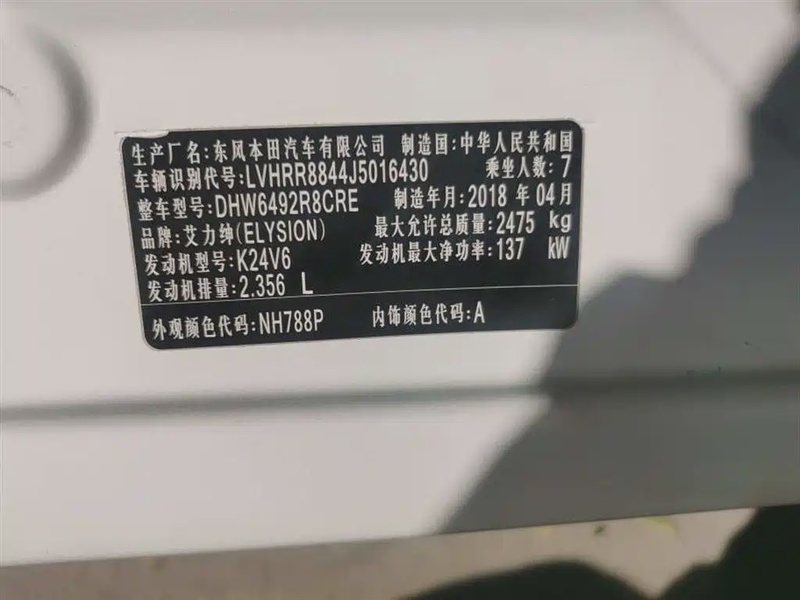 生产厂名:东风本田汽车有限公司 制造国:中华人民共和国
车辆识别代号:LVHRR8844J5016430 乘坐人数:7
整车型号:DHW6492R8CRE 制造年月:2018 年 04月
品牌:艾力绅(ELYSION) 最大允许总质量:2475 kg
发动机型号:K24V6 发动机最大净功率:137 kW
发动机排量:2.356 L
外观颜色代码:NH788P 内饰颜色代码:A